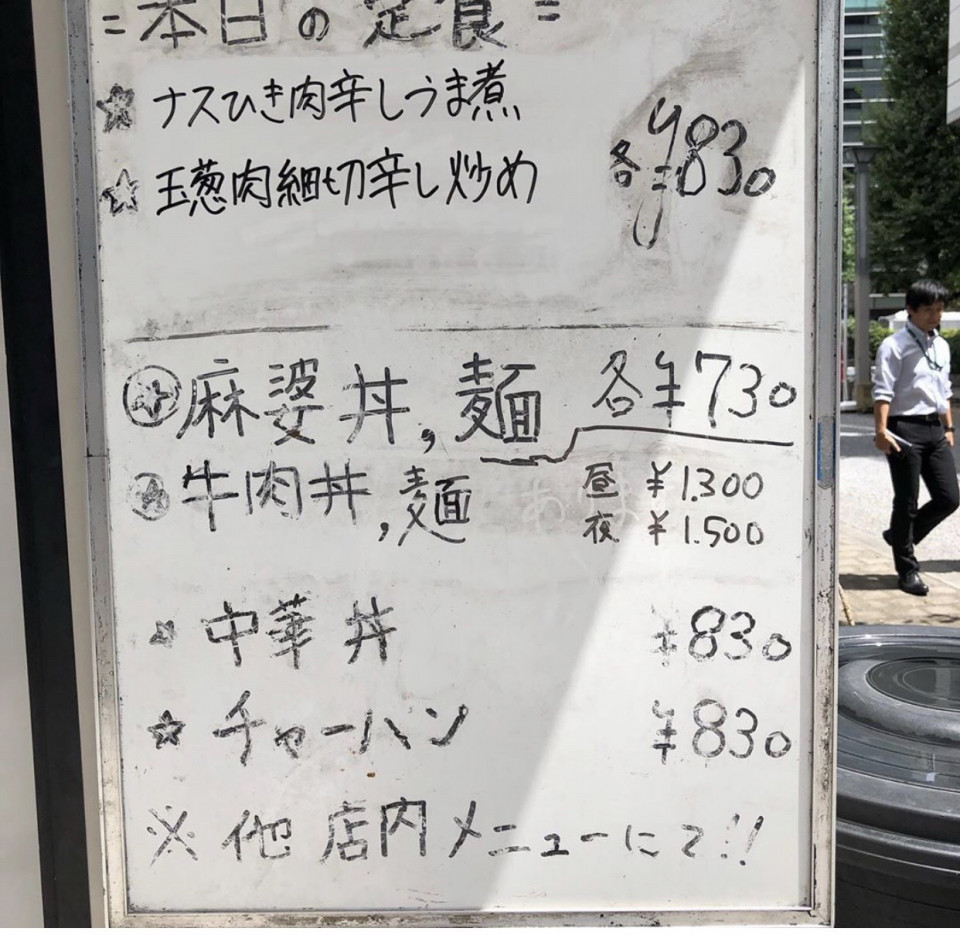 =本日の定食=
☆ ナスひき肉辛しうま煮
☆ 玉葱肉細切辛し炒め 各¥830
☆ 麻婆丼,麺 各¥730
☆ 牛肉丼,麺 昼 ¥1.300
夜 ¥1.500
☆ 中華丼 ¥830
☆ チャーハン ¥830
※ 他店内メニューにて!!